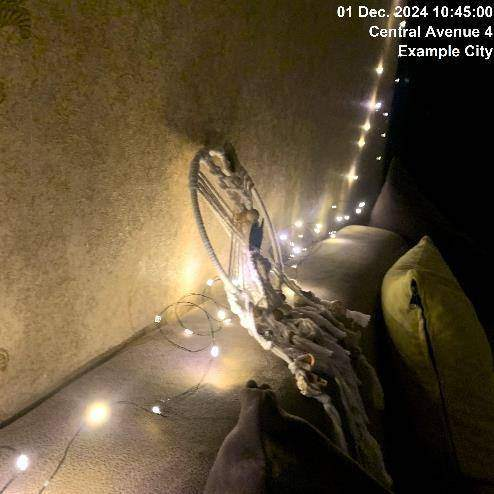 01 Dec. 2024 10:45:00
Central Avenue 4
Example City